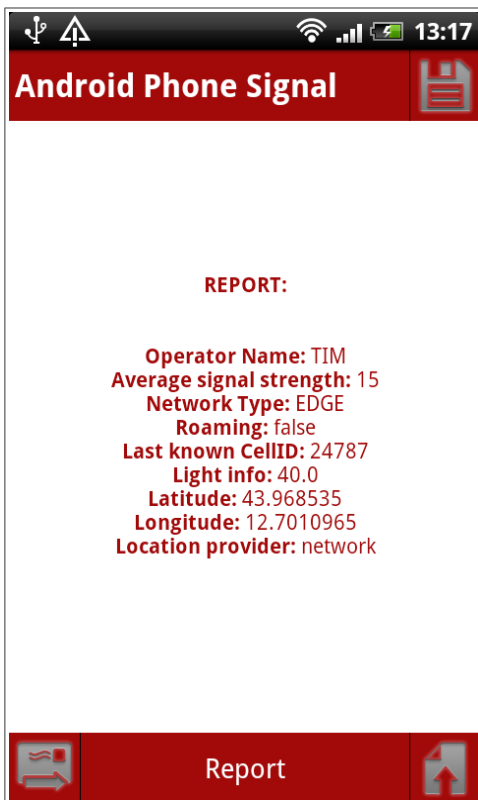 13:17
Android Phone Signal
REPORT:
Operator Name: TIM
Average signal strength: 15
Network Type: EDGE
Roaming: false
Last known CellID: 24787
Light info: 40.0
Latitude: 43.968535
Longitude: 12.7010965
Location provider: network
Report